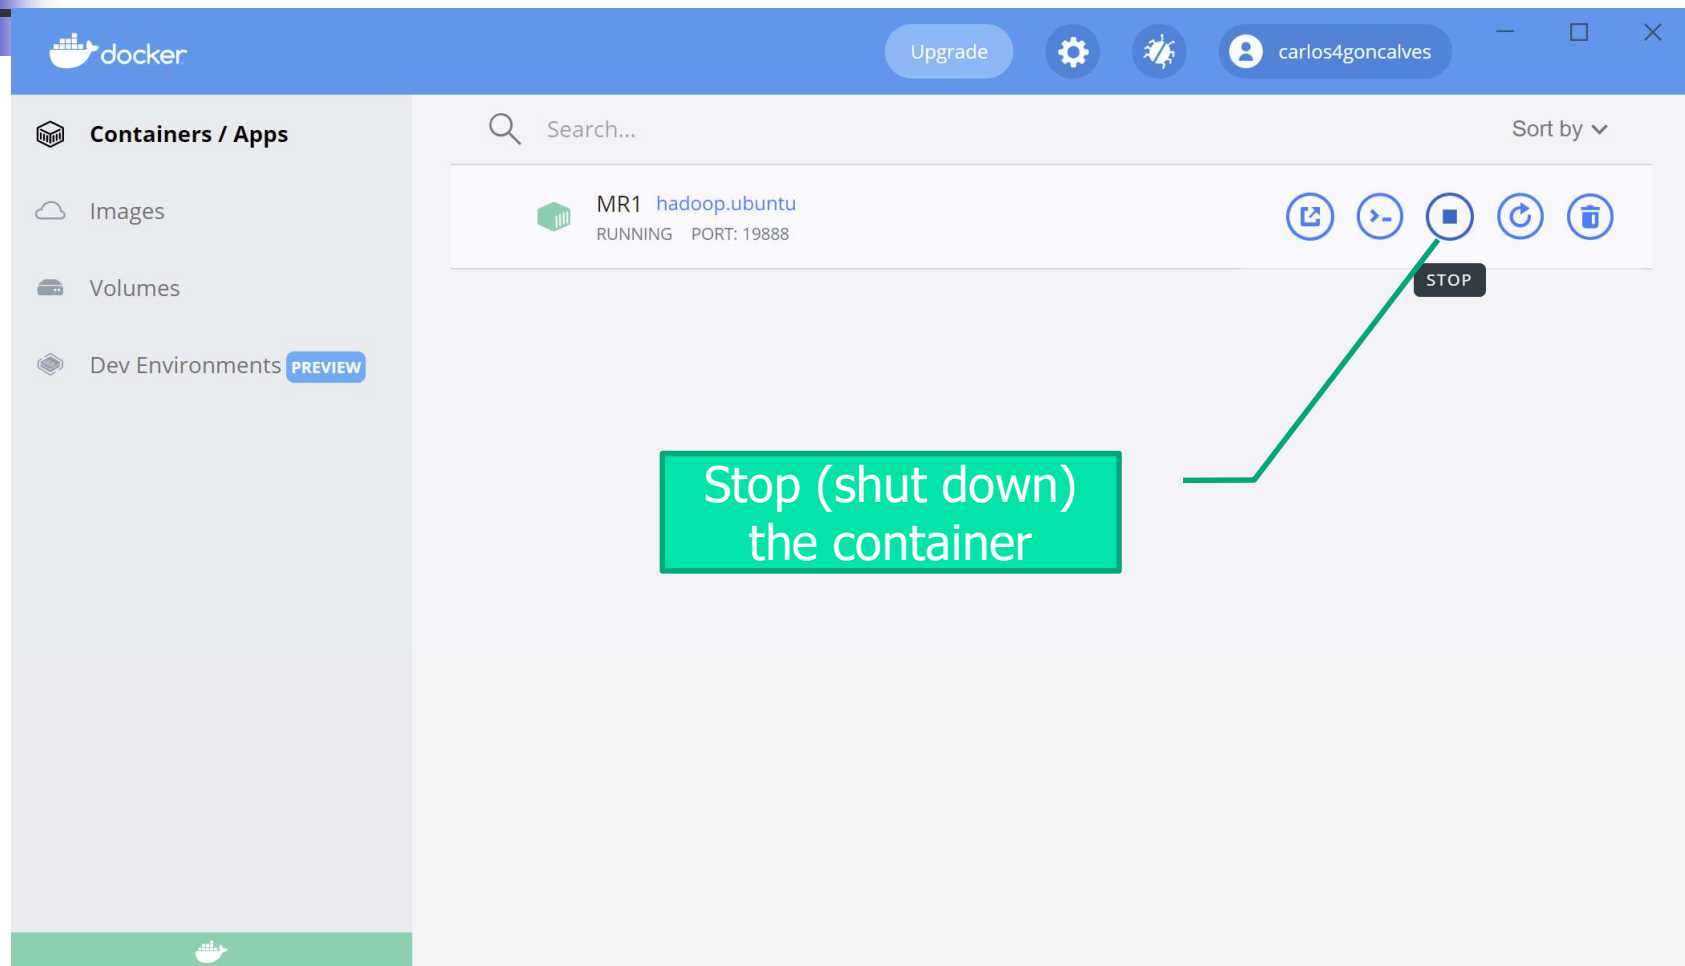 docker
Upgrade
carlos4goncalves
Containers / Apps
Images
Volumes
Dev Environments PREVIEW
Search...
Sort by
MR1 hadoop.ubuntu
RUNNING PORT: 19888
STOP
Stop (shut down)
the container